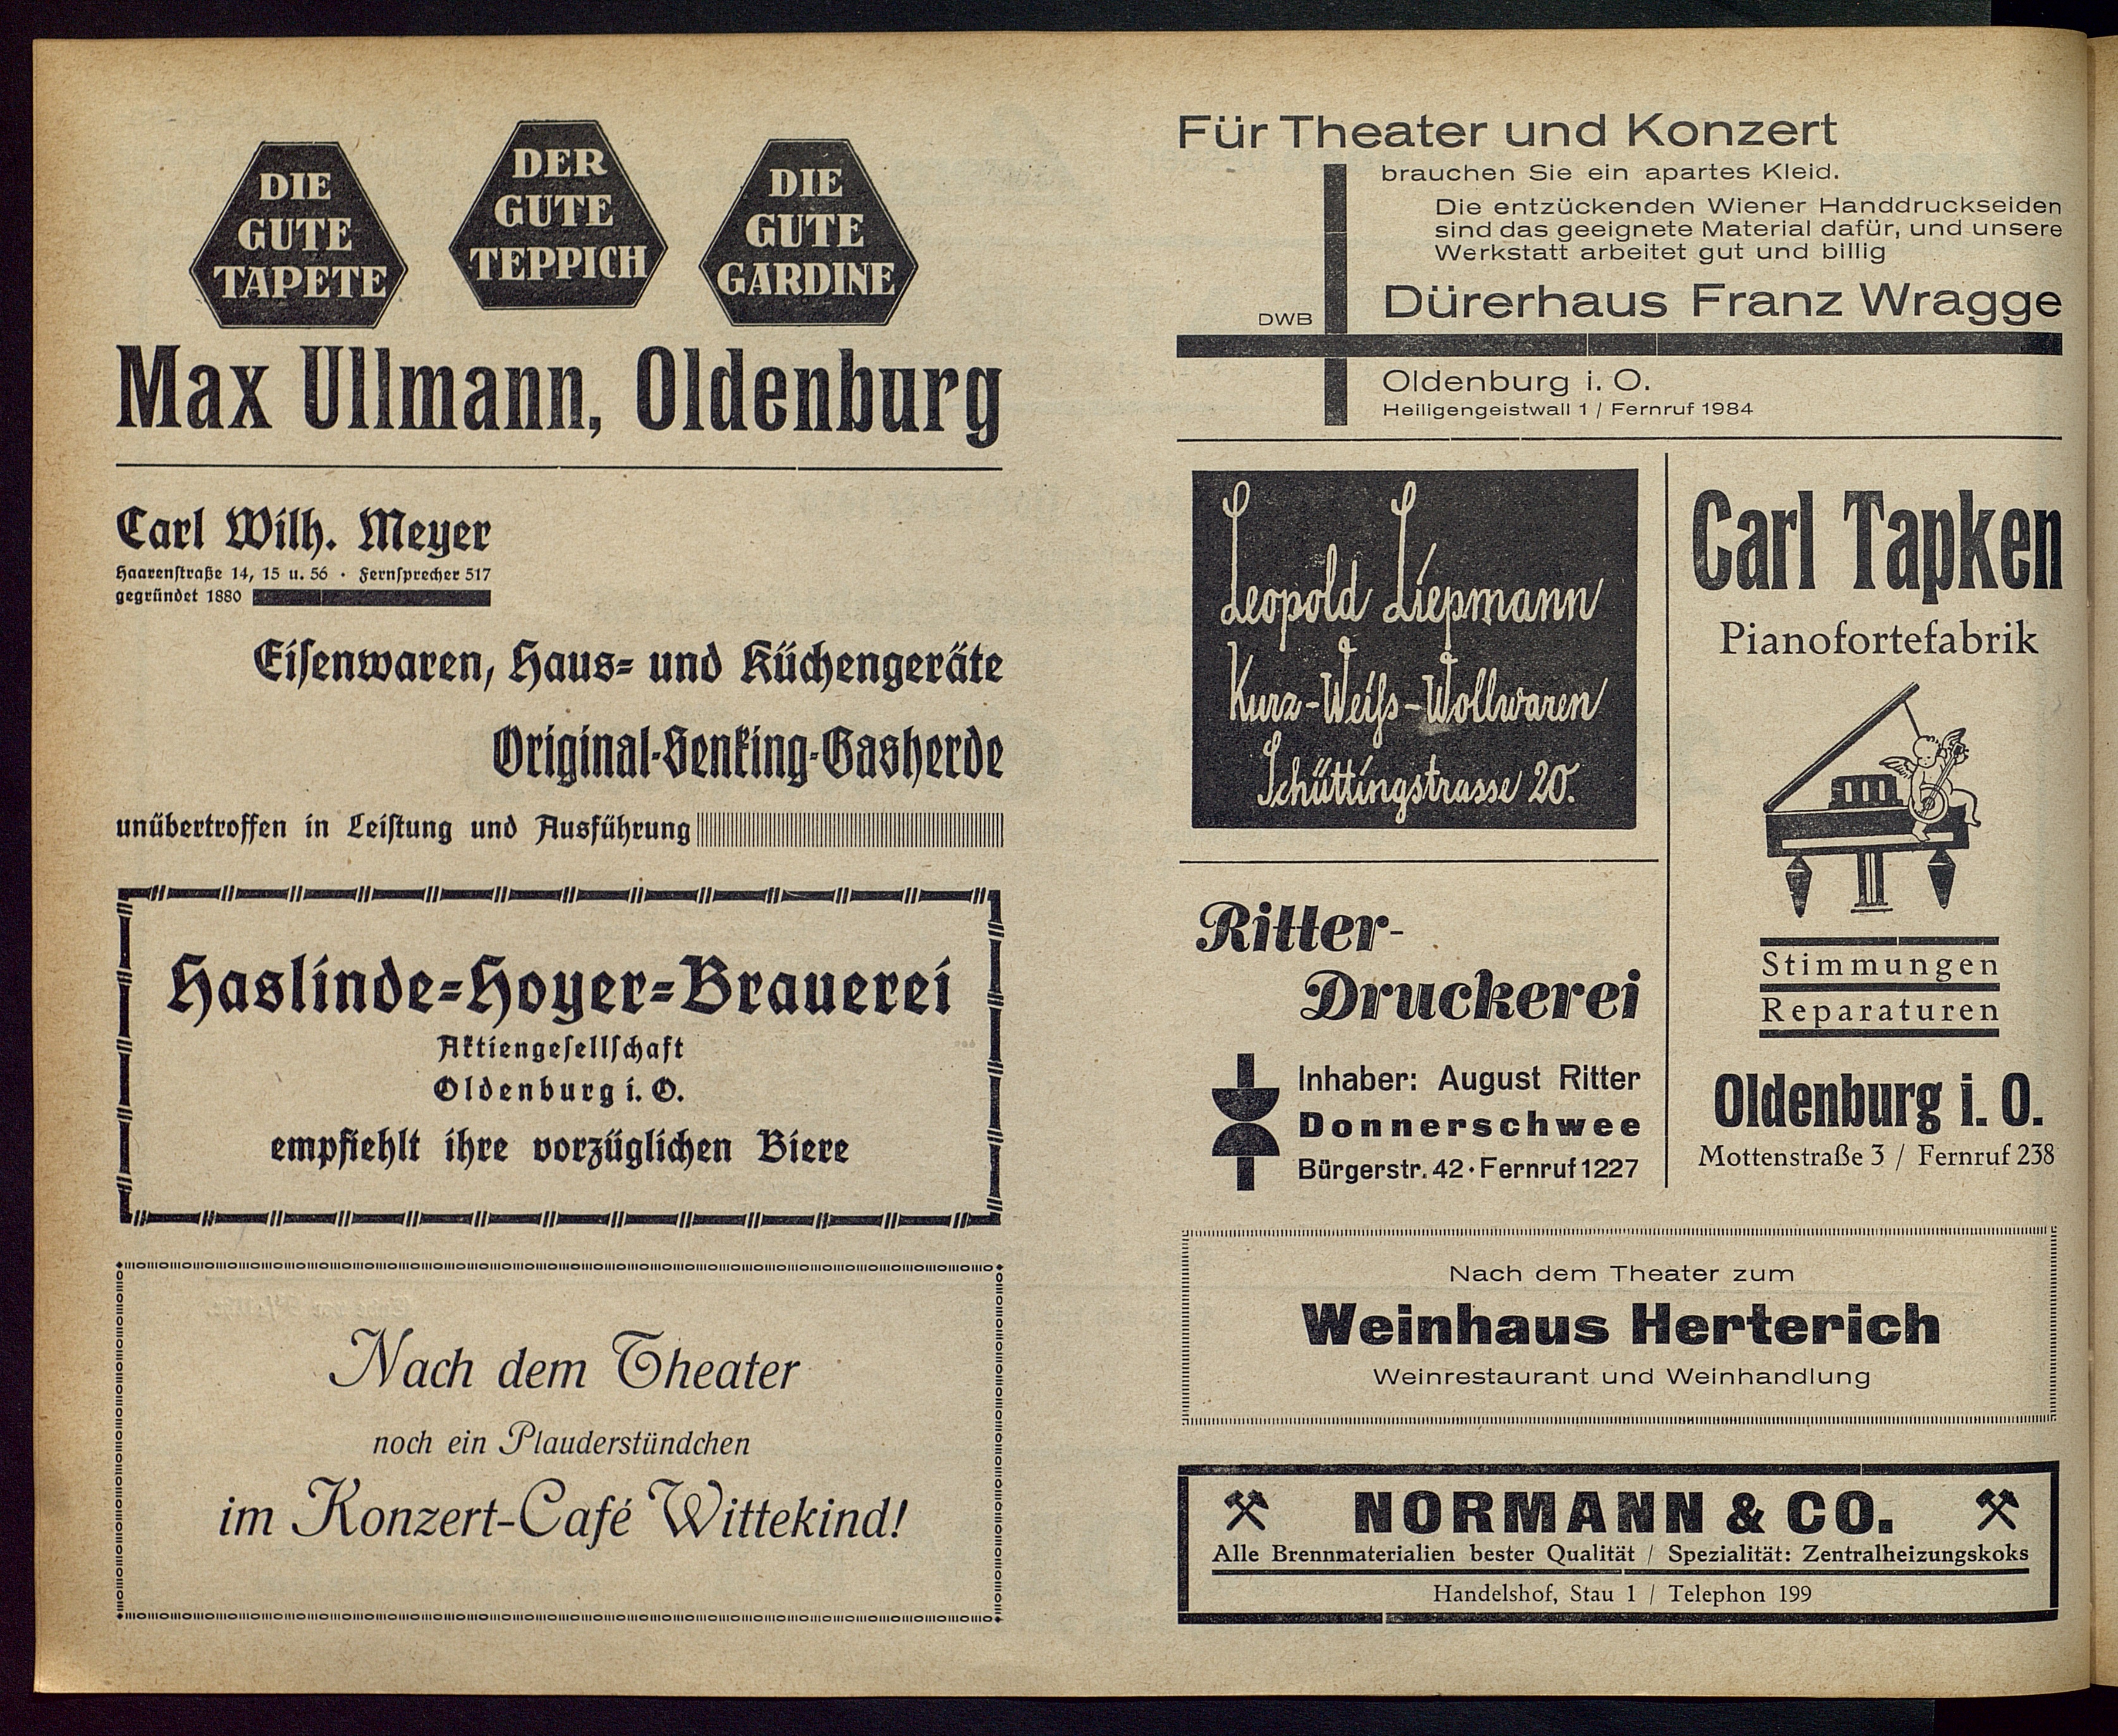 DIE
GUTE
TAPETE
DER
GUTE
TEPPICH
DIE
GUTE
GARDINE
Max Ullmann, Oldenburg
Carl Wilh. Meyer
Haarenſtraße 14, 15 u. 56 · Fernſprecher 517
gegründet 1880
Eiſenwaren, Haus- und Küchengeräte
Original-Senking-Gasherde
unübertroffen in Leiſtung und Ausführung
Haslinde-Hoyer-Brauerei
Aktiengeſellſchaft
Oldenburg i. O.
empfiehlt ihre vorzüglichen Biere
Nach dem Theater
noch ein Plauderstündchen
im Konzert-Café Wittekind!
Für Theater und Konzert
brauchen Sie ein apartes Kleid.
Die entzückenden Wiener Handdruckseiden
sind das geeignete Material dafür, und unsere
Werkstatt arbeitet gut und billig
DWB
Dürerhaus Franz Wragge
Oldenburg i. O.
Heiligengeistwall 1 / Fernruf 1984
Leopold Liepmann
Kurz-Weiſs-Wollwaren
Schüttingstrasse 20.
Ritter-
Druckerei
Inhaber: August Ritter
Donnerschwee
Bürgerstr. 42 · Fernruf 1227
Carl Tapken
Pianofortefabrik
Stimmungen
Reparaturen
Oldenburg i. O.
Mottenstraße 3 / Fernruf 238
Nach dem Theater zum
Weinhaus Herterich
Weinrestaurant und Weinhandlung
NORMANN & CO.
Alle Brennmaterialien bester Qualität / Spezialität: Zentralheizungskoks
Handelshof, Stau 1 / Telephon 199